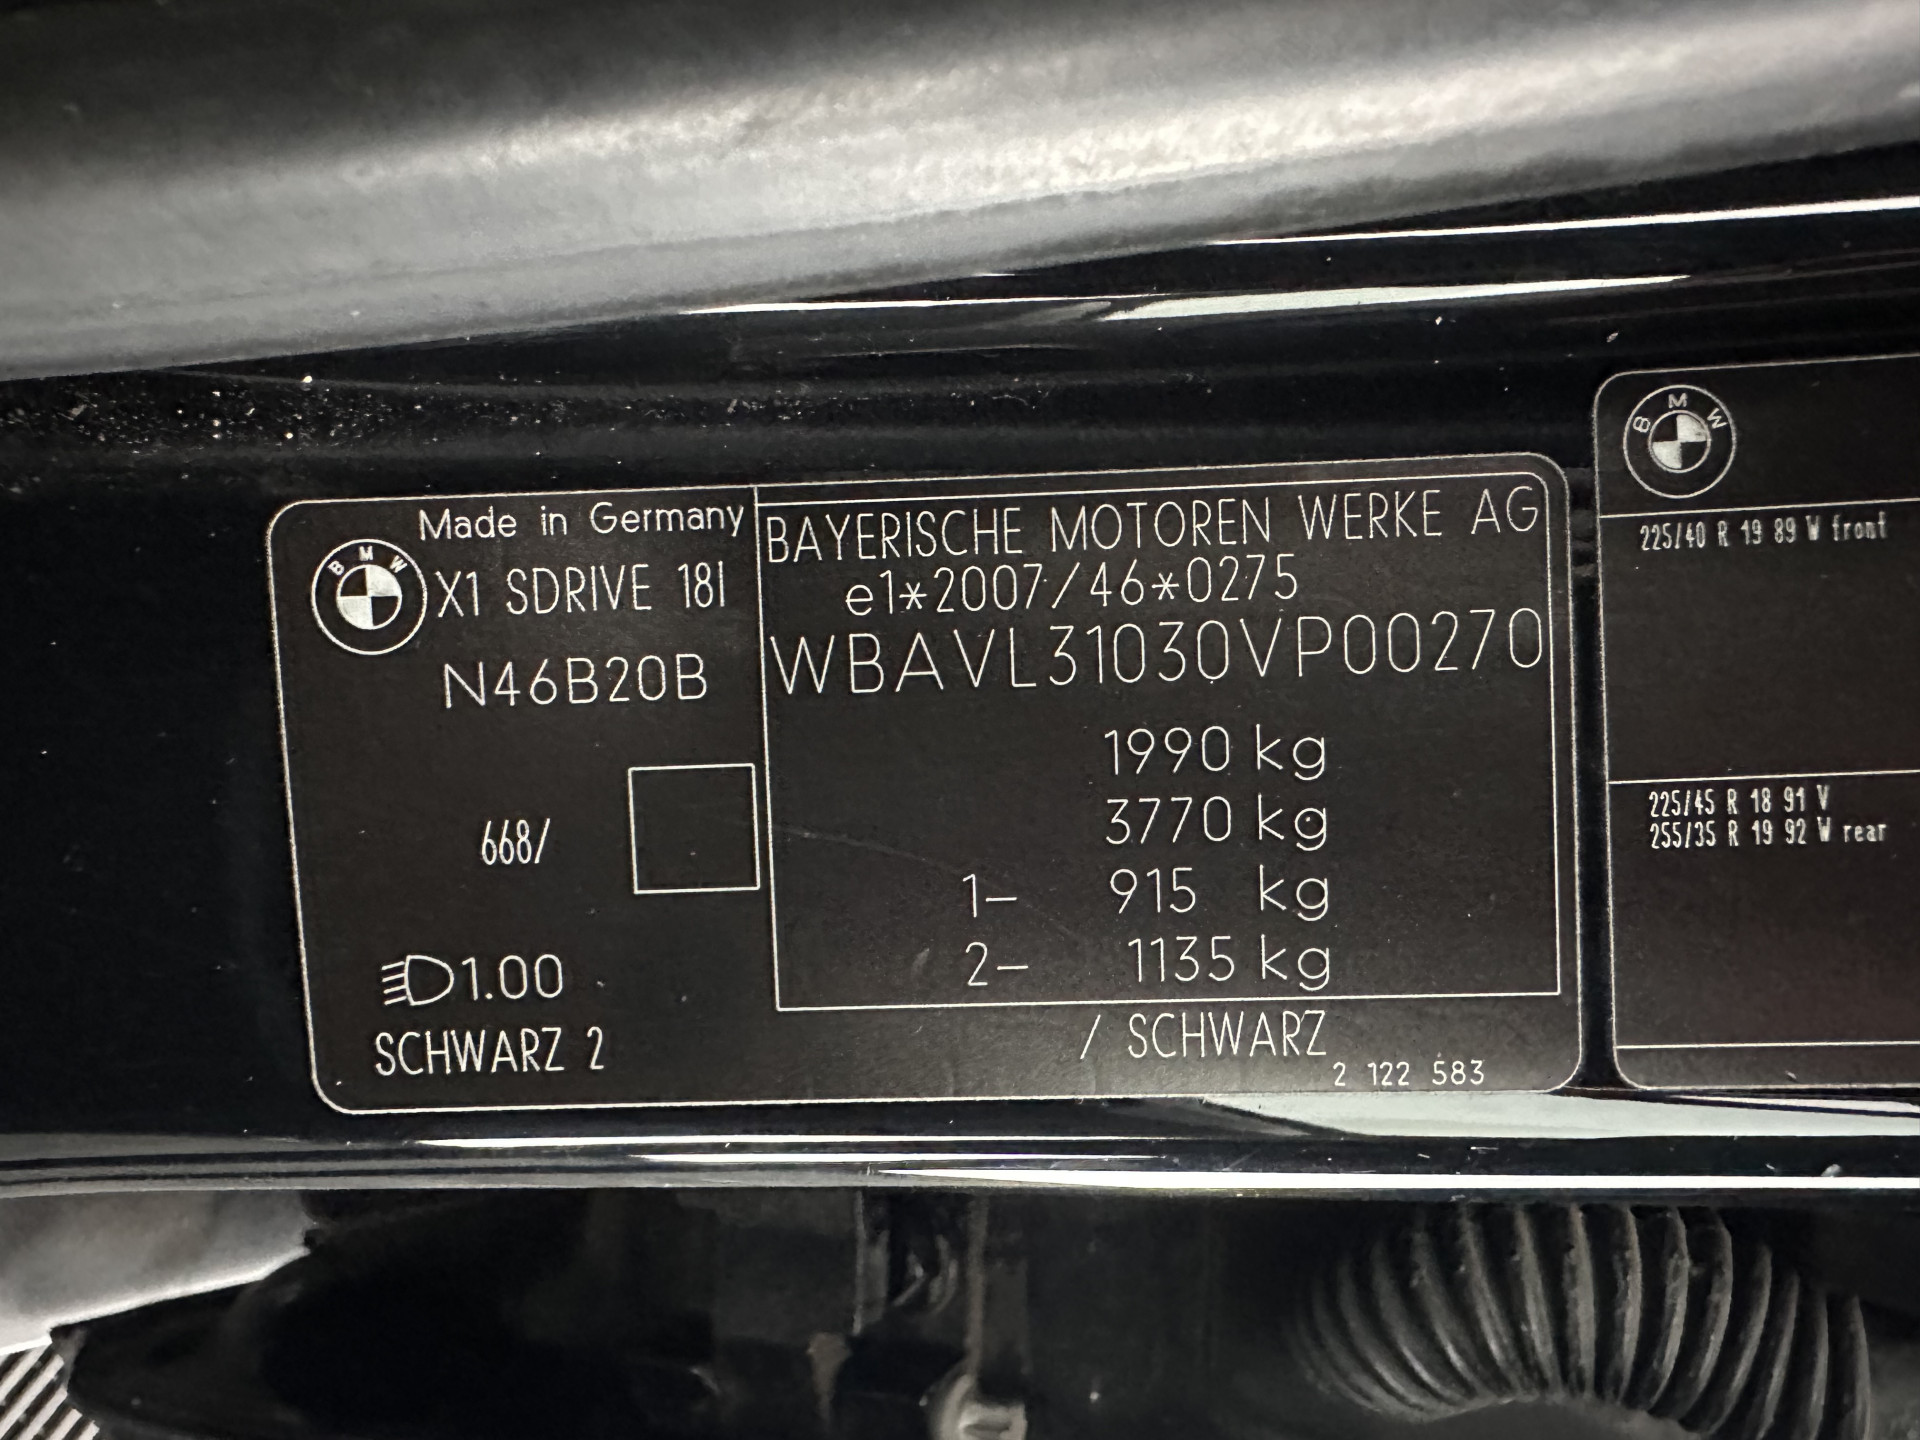 Made in Germany
BMW
X1 SDRIVE 18I
N46B20B
668/
1.00
SCHWARZ 2
BAYERISCHE MOTOREN WERKE AG
e1*2007/46*0275
WBAVL31030VP00270
1990 kg
3770 kg
1- 915 kg
2- 1135 kg
/ SCHWARZ
2 122 583
BMW
225/40 R 19 89 W front
225/45 R 18 91 V
255/35 R 19 92 W rear